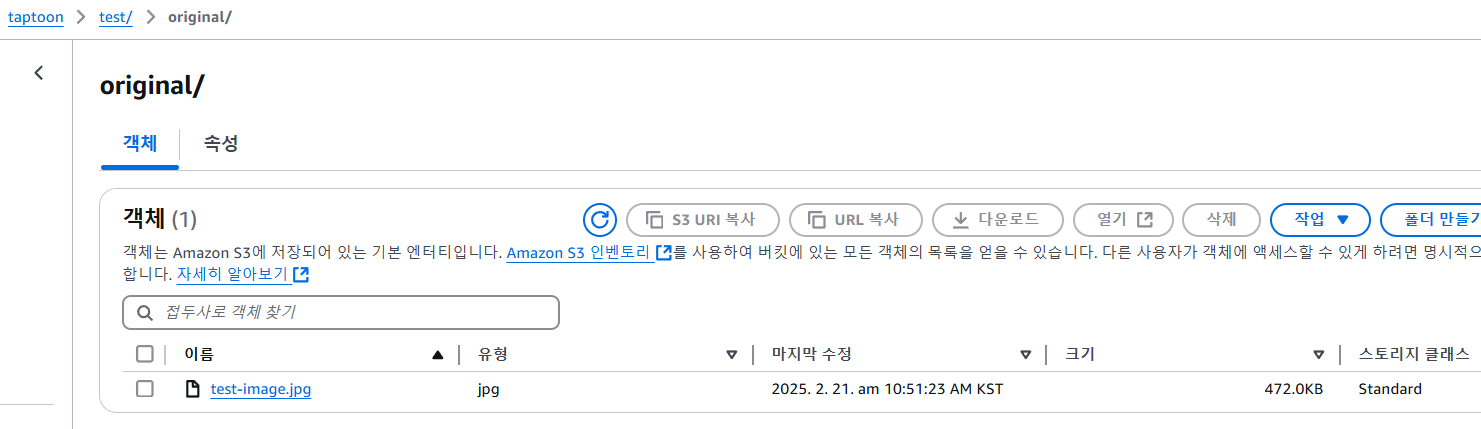 taptoon > test/ > original/
original/
객체 속성
객체 (1) S3 URI 복사 URL 복사 다운로드 열기 삭제 작업 폴더 만들기
객체는 Amazon S3에 저장되어 있는 기본 엔터티입니다. Amazon S3 인벤토리 를 사용하여 버킷에 있는 모든 객체의 목록을 얻을 수 있습니다. 다른 사용자가 객체에 액세스할 수 있게 하려면 명시적으
합니다. 자세히 알아보기
접두사로 객체 찾기
이름 유형 마지막 수정 크기 스토리지 클래스
test-image.jpg jpg 2025. 2. 21. am 10:51:23 AM KST 472.0KB Standard